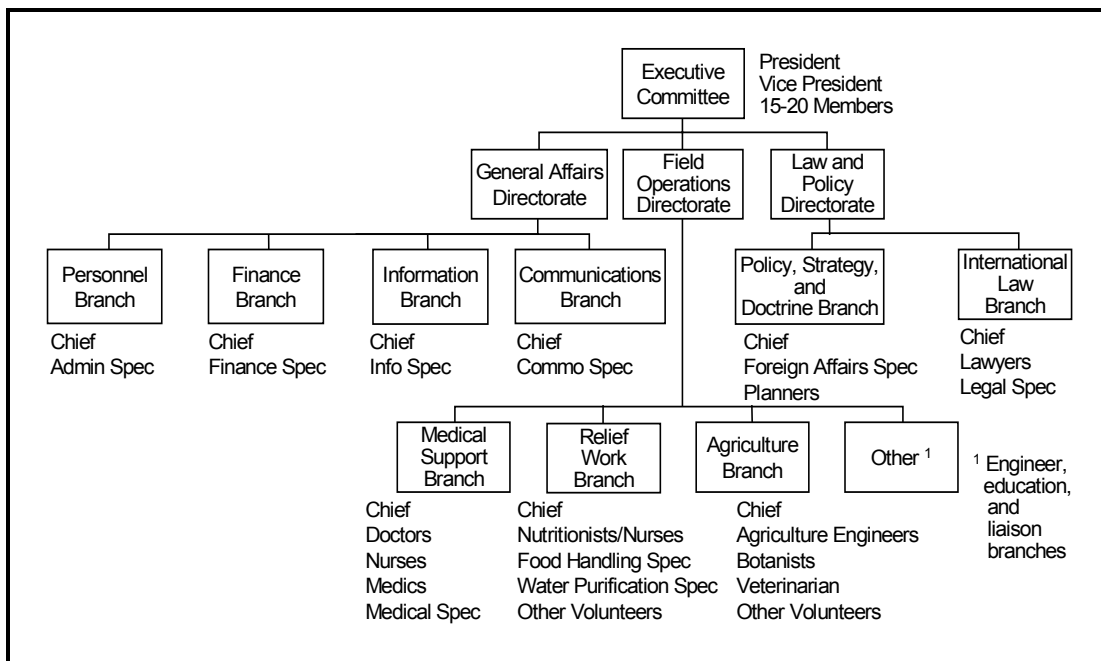 Executive
Committee
President
Vice President
15-20 Members
General Affairs
Directorate
Field
Operations
Directorate
Law and
Policy
Directorate
Personnel
Branch
Chief
Admin Spec
Finance
Branch
Chief
Finance Spec
Information
Branch
Chief
Info Spec
Communications
Branch
Chief
Commo Spec
Policy, Strategy,
and
Doctrine Branch
Chief
Foreign Affairs Spec
Planners
International
Law
Branch
Chief
Lawyers
Legal Spec
Medical
Support
Branch
Chief
Doctors
Nurses
Medics
Medical Spec
Relief
Work
Branch
Chief
Nutritionists/Nurses
Food Handling Spec
Water Purification Spec
Other Volunteers
Agriculture
Branch
Chief
Agriculture Engineers
Botanists
Veterinarian
Other Volunteers
Other ¹
¹ Engineer,
education,
and
liaison
branches